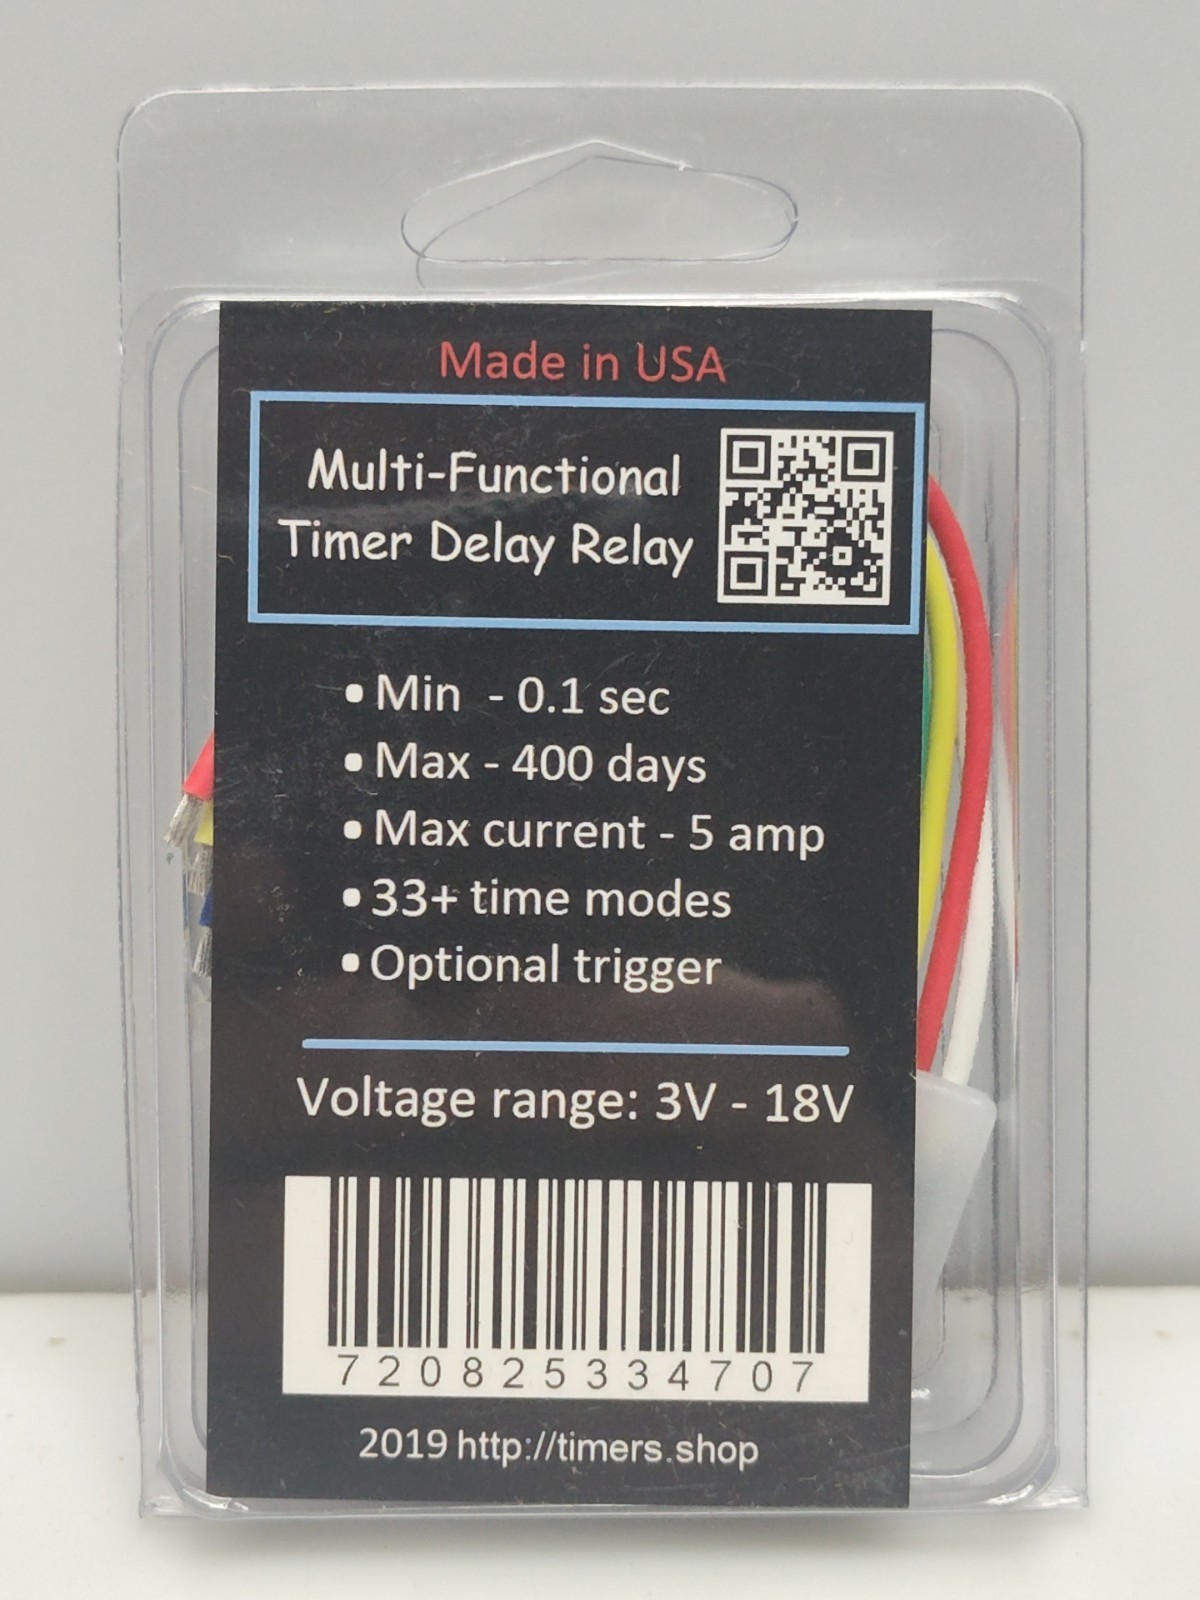 Made in USA
Multi-Functional
Timer Delay Relay
• Min - 0.1 sec
• Max - 400 days
• Max current - 5 amp
• 33+ time modes
• Optional trigger
Voltage range: 3V - 18V
720825334707
2019 http://timers.shop